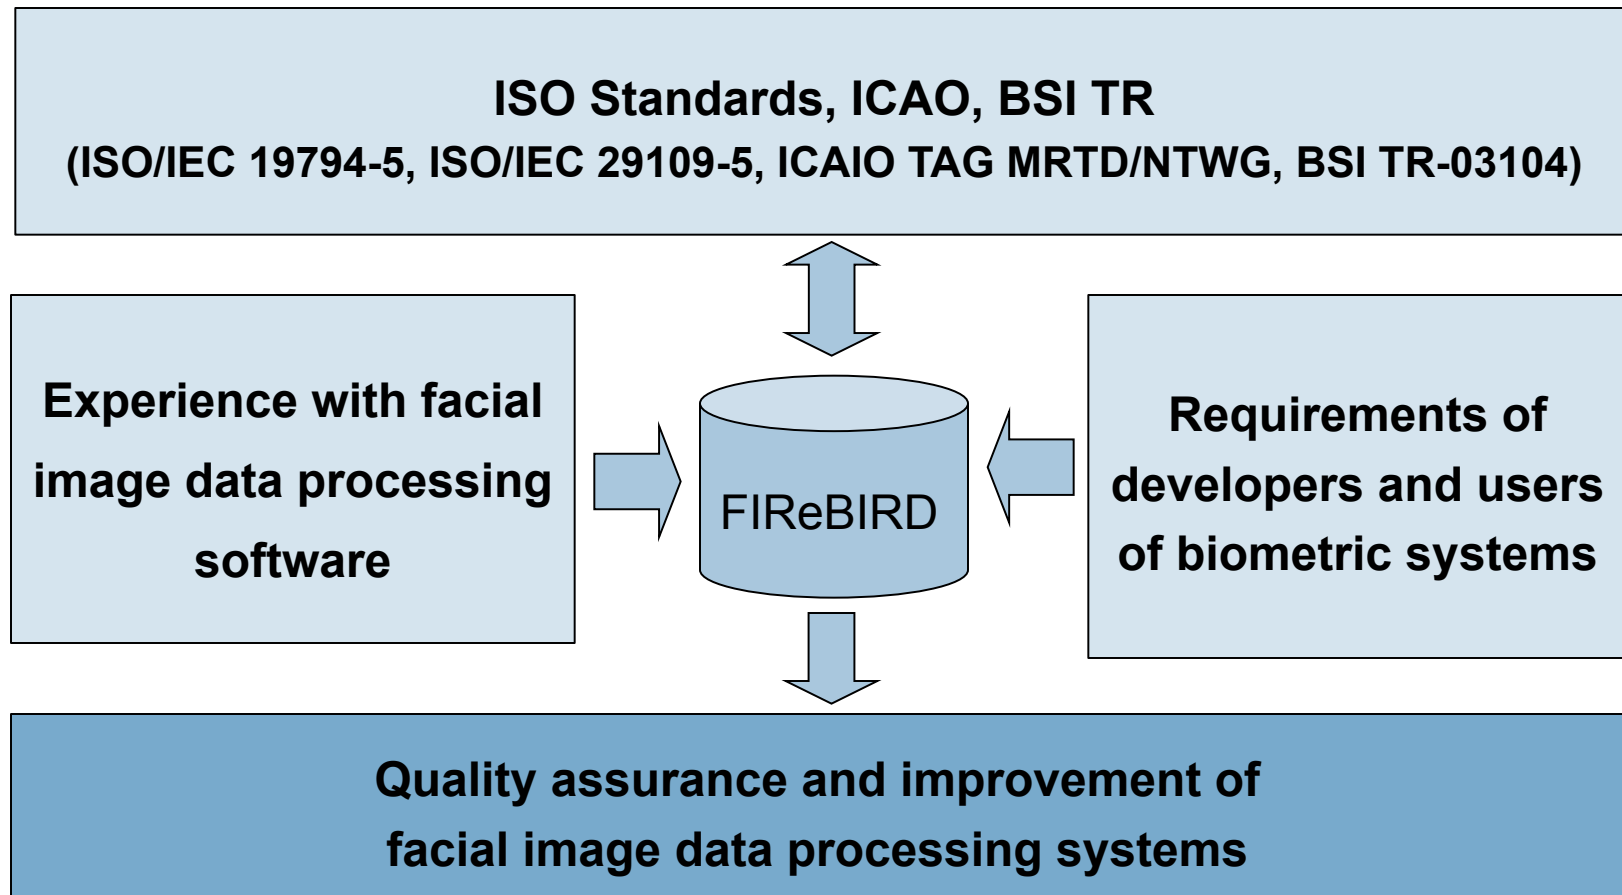 ISO Standards, ICAO, BSI TR
(ISO/IEC 19794-5, ISO/IEC 29109-5, ICAIO TAG MRTD/NTWG, BSI TR-03104)
Experience with facial
image data processing
software
FIReBIRD
Requirements of
developers and users
of biometric systems
Quality assurance and improvement of
facial image data processing systems